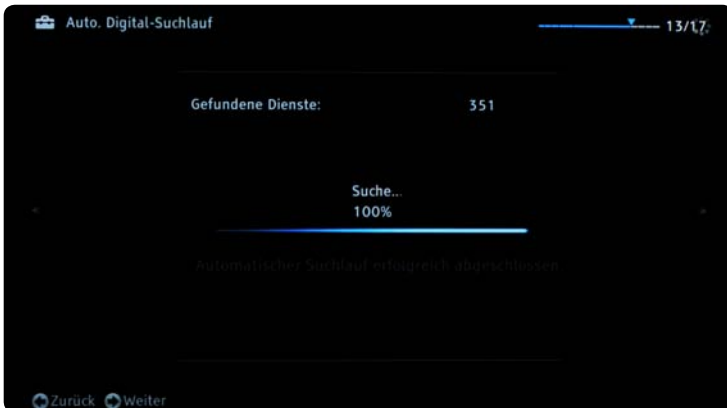 Auto. Digital-Suchlauf
13/17
Gefundene Dienste: 351
Suche...
100%
Automatischer Suchlauf erfolgreich abgeschlossen.
Zurück Weiter